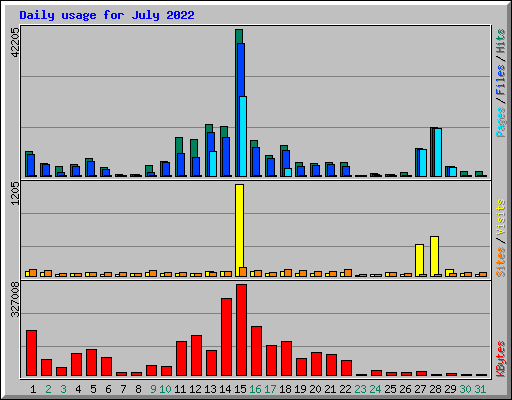 Daily usage for July 2022
42205
Pages/Files/Hits
1205
Sites/Visits
327008
KBytes
1 2 3 4 5 6 7 8 9 10 11 12 13 14 15 16 17 18 19 20 21 22 23 24 25 26 27 28 29 30 31